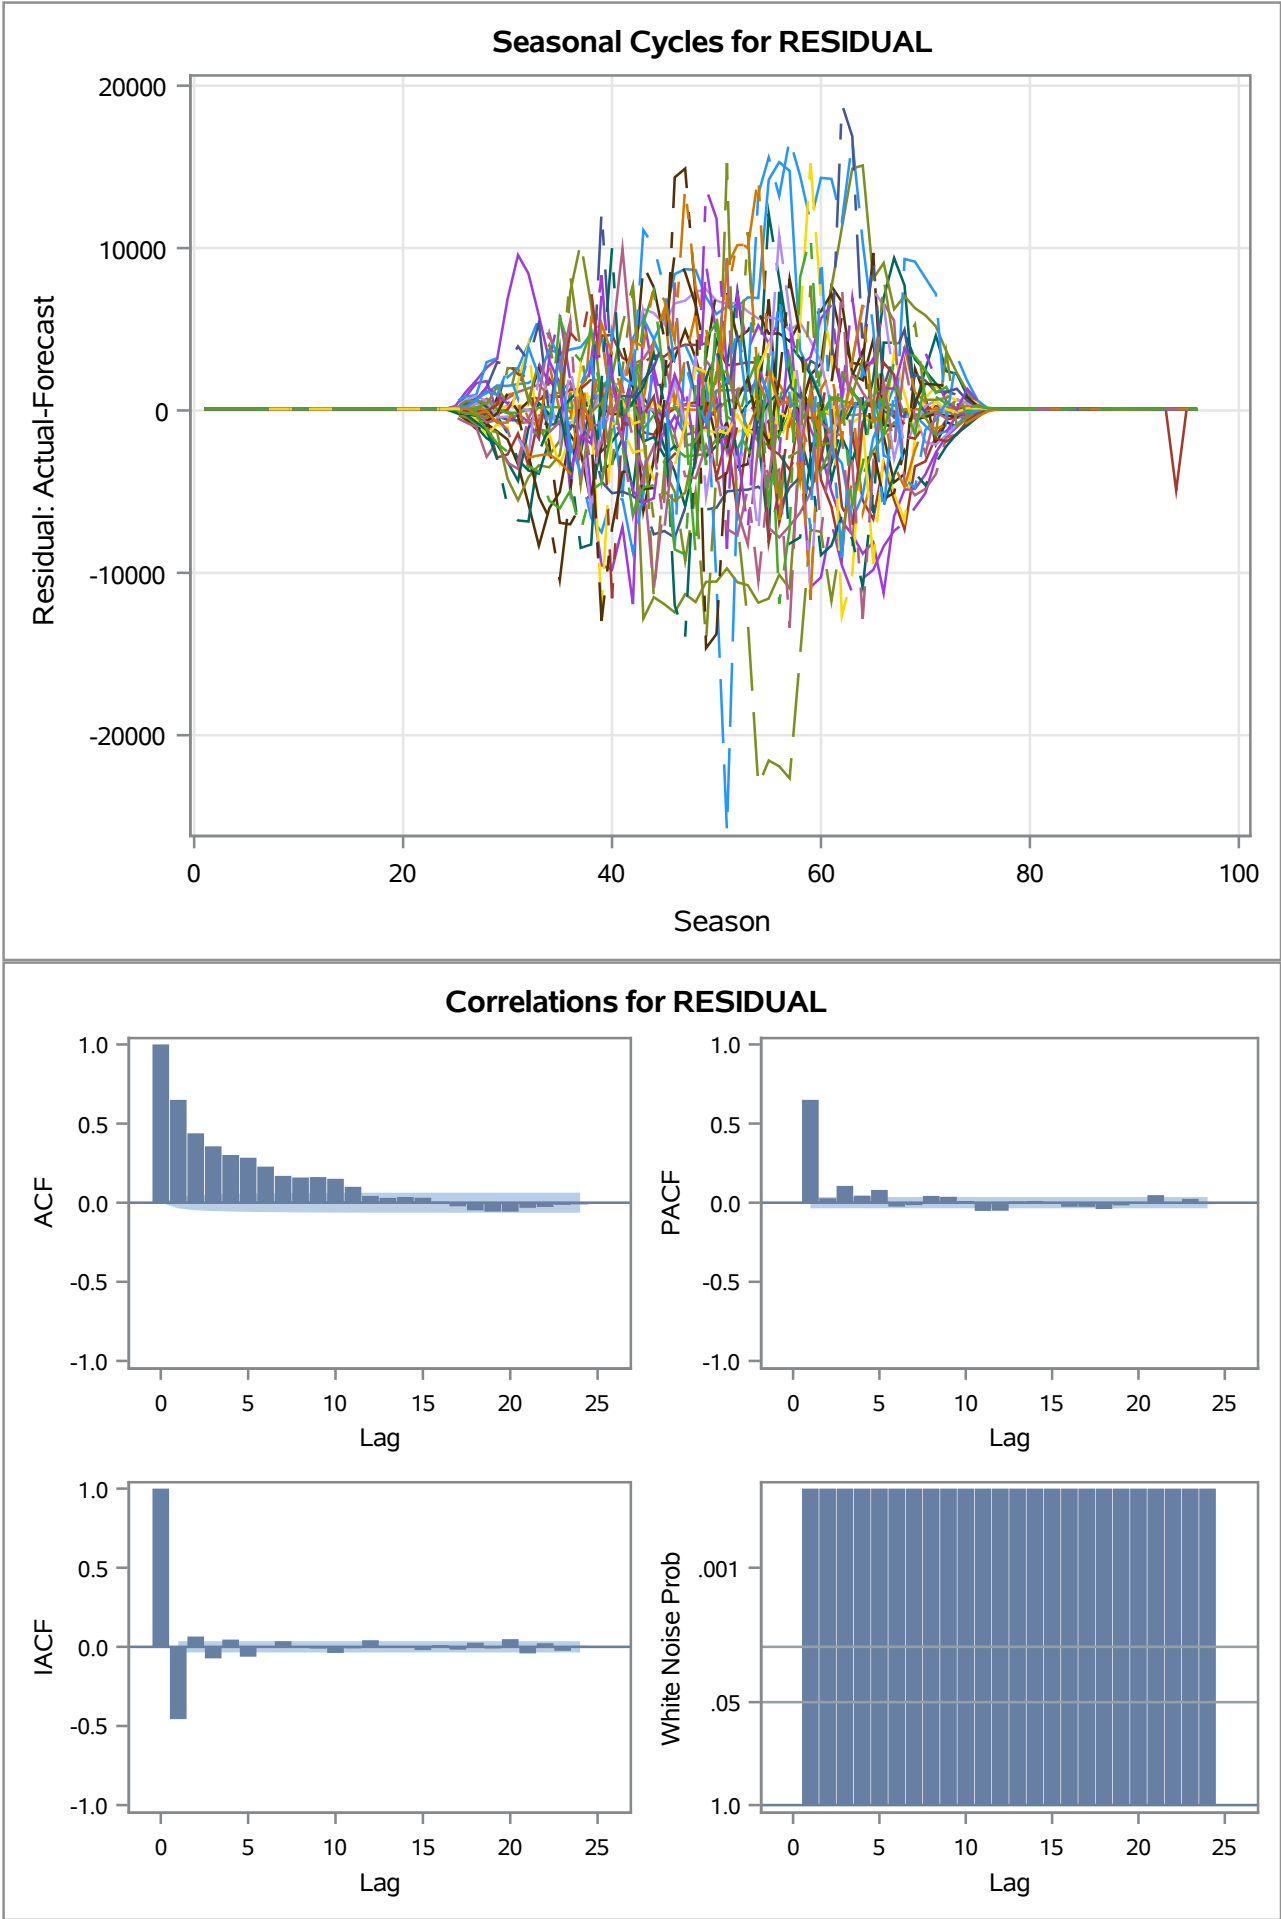 Seasonal Cycles for RESIDUAL
Residual: Actual-Forecast
20000
10000
0
-10000
-20000
0 20 40 60 80 100
Season
Correlations for RESIDUAL
ACF
1.0
0.5
0.0
-0.5
-1.0
0 5 10 15 20 25
Lag
PACF
1.0
0.5
0.0
-0.5
-1.0
0 5 10 15 20 25
Lag
IACF
1.0
0.5
0.0
-0.5
-1.0
0 5 10 15 20 25
Lag
White Noise Prob
.001
.05
1.0
0 5 10 15 20 25
Lag